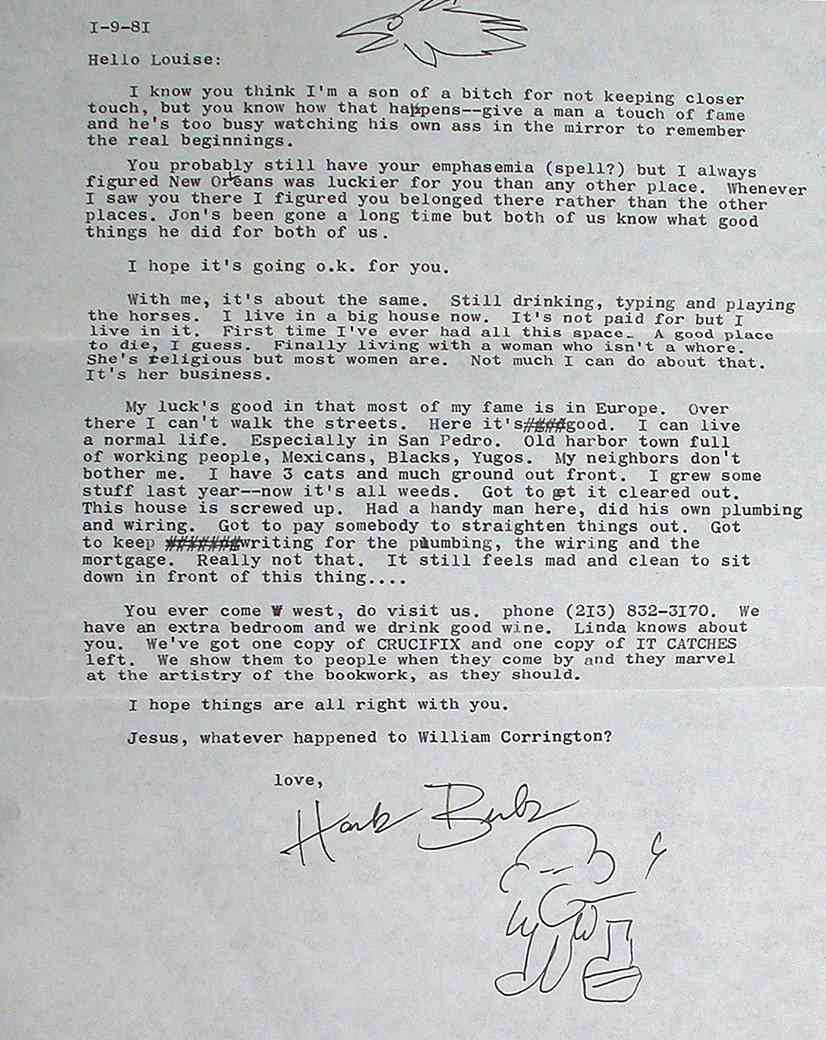 I-9-8I
Hello Louise:
I know you think I'm a son of a bitch for not keeping closer
touch, but you know how that happens--give a man a touch of fame
and he's too busy watching his own ass in the mirror to remember
the real beginnings.
You probably still have your emphasemia (spell?) but I always
figured New Orleans was luckier for you than any other place. Whenever
I saw you there I figured you belonged there rather than the other
places. Jon's been gone a long time but both of us know what good
things he did for both of us.
I hope it's going o.k. for you.
With me, it's about the same. Still drinking, typing and playing
the horses. I live in a big house now. It's not paid for but I
live in it. First time I've ever had all this space. A good place
to die, I guess. Finally living with a woman who isn't a whore.
She's religious but most women are. Not much I can do about that.
It's her business.
My luck's good in that most of my fame is in Europe. Over
there I can't walk the streets. Here it's####good. I can live
a normal life. Especially in San Pedro. Old harbor town full
of working people, Mexicans, Blacks, Yugos. My neighbors don't
bother me. I have 3 cats and much ground out front. I grew some
stuff last year--now it's all weeds. Got to get it cleared out.
This house is screwed up. Had a handy man here, did his own plumbing
and wiring. Got to pay somebody to straighten things out. Got
to keep #######writing for the plumbing, the wiring and the
mortgage. Really not that. It still feels mad and clean to sit
down in front of this thing....
You ever come west, do visit us. phone (213) 832-3170. We
have an extra bedroom and we drink good wine. Linda knows about
you. We've got one copy of CRUCIFIX and one copy of IT CATCHES
left. We show them to people when they come by and they marvel
at the artistry of the bookwork, as they should.
I hope things are all right with you.
Jesus, whatever happened to William Corrington?
love,
Hank Buk